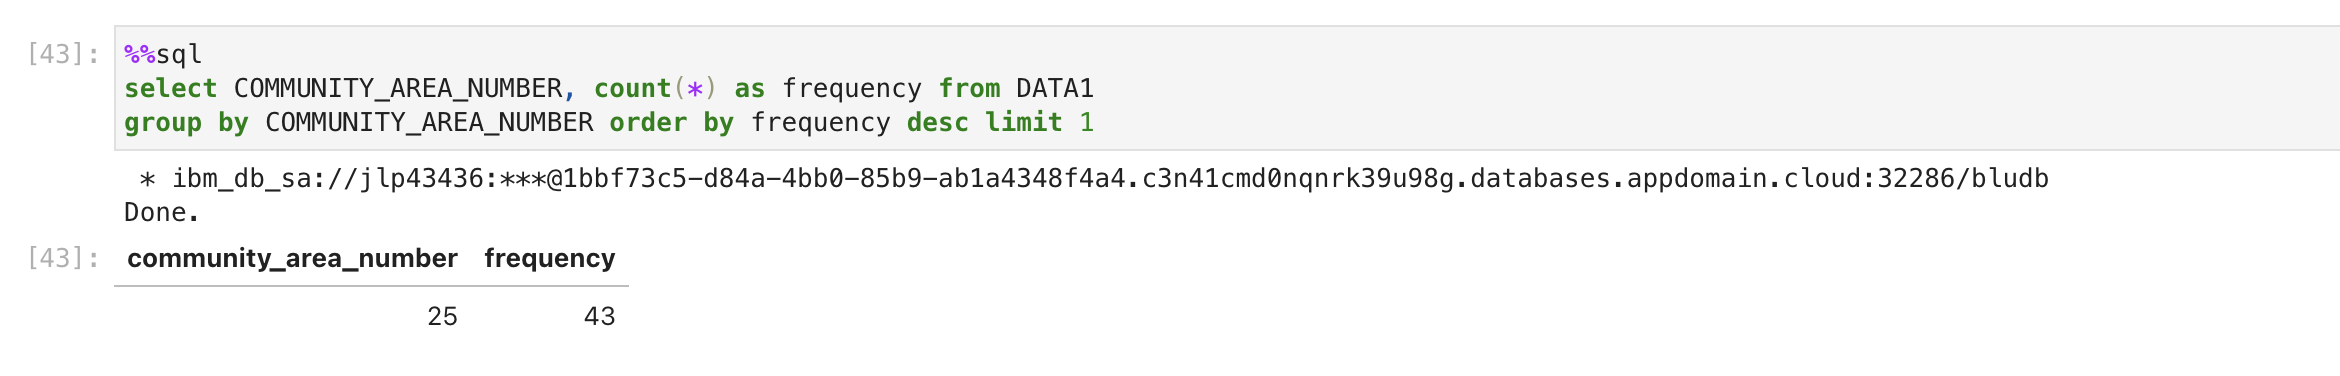 [43]: %%sql
select COMMUNITY_AREA_NUMBER, count(*) as frequency from DATA1
group by COMMUNITY_AREA_NUMBER order by frequency desc limit 1
* ibm_db_sa://jlp43436:***@1bbf73c5-d84a-4bb0-85b9-ab1a4348f4a4.c3n41cmd0nqnrk39u98g.databases.appdomain.cloud:32286/bludb
Done.
[43]: community_area_number frequency
25 43